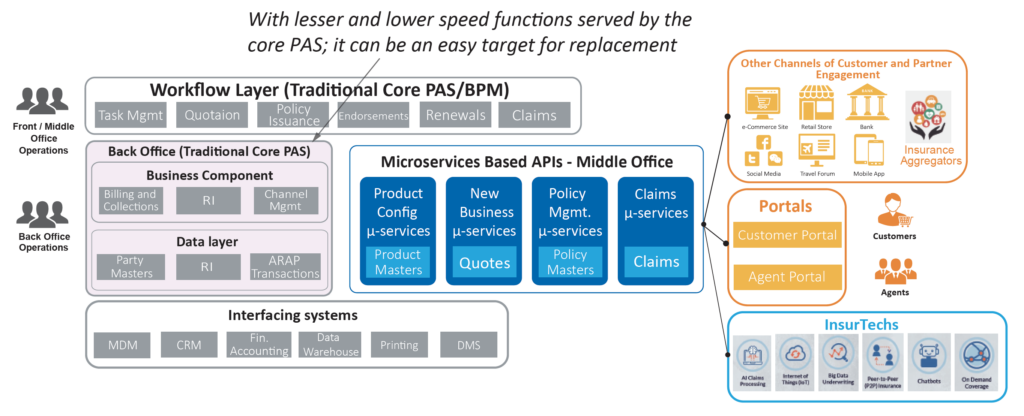 With lesser and lower speed functions served by the
core PAS; it can be an easy target for replacement
Workflow Layer (Traditional Core PAS/BPM)
Task Mgmt
Quotaion
Policy
Issuance
Endorsements
Renewals
Claims
Front / Middle
Office
Operations
Back Office (Traditional Core PAS)
Business Component
Billing and
Collections
RI
Channel
Mgmt
Back Office
Operations
Data layer
Party
Masters
RI
ARAP
Transactions
Interfacing systems
MDM
CRM
Fin.
Accounting
Data
Warehouse
Printing
DMS
Microservices Based APIs - Middle Office
Product
Config
μ-services
Product
Masters
New
Business
μ-services
Quotes
Policy
Mgmt.
μ-services
Policy
Masters
Claims
μ-services
Claims
Other Channels of Customer and Partner
Engagement
e-Commerce Site
Retail Store
BANK
Bank
Social Media
Travel Forum
Mobile App
Insurance
Aggregators
Portals
Customer Portal
Agent Portal
Customers
Agents
InsurTechs
AI Claims
Processing
Internet of
Things (IoT)
Big Data
Underwriting
Peer-to-Peer
(P2P) Insurance
Chatbots
On Demand
Coverage